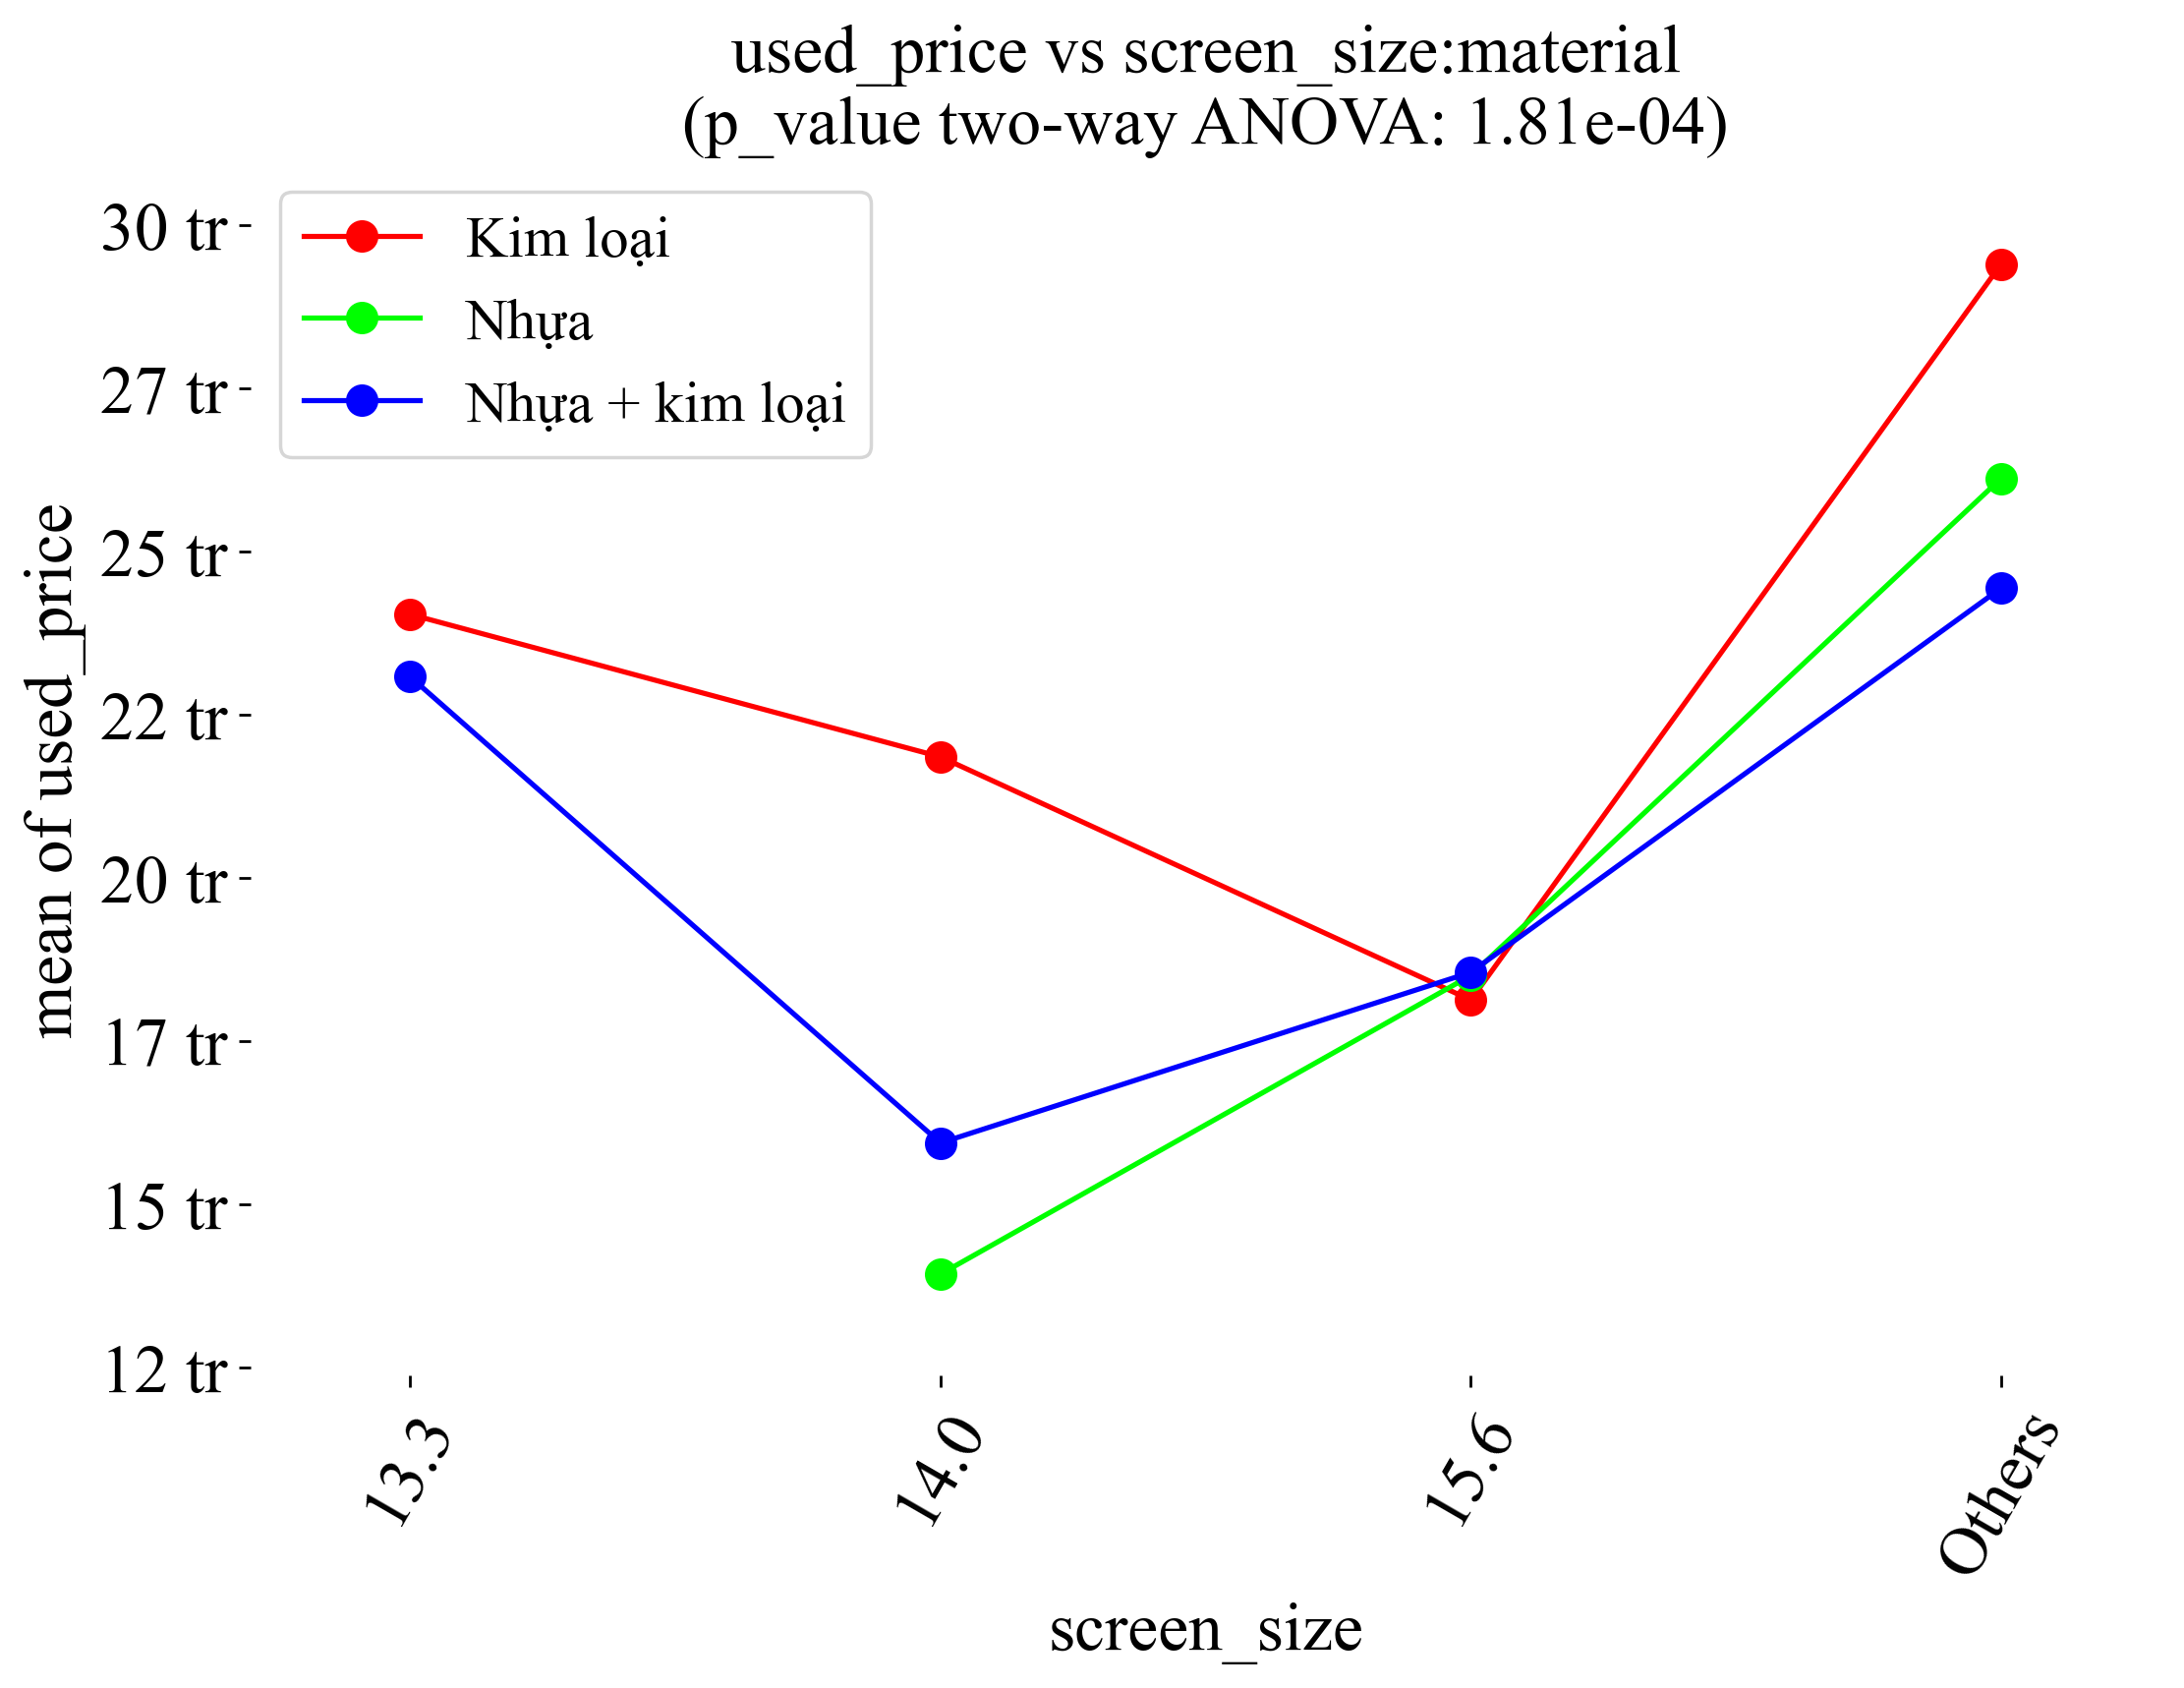 used_price vs screen_size:material
(p_value two-way ANOVA: 1.81e-04)
Kim loại
Nhựa
Nhựa + kim loại
mean of used_price
30 tr
27 tr
25 tr
22 tr
20 tr
17 tr
15 tr
12 tr
13.3
14.0
15.6
Others
screen_size